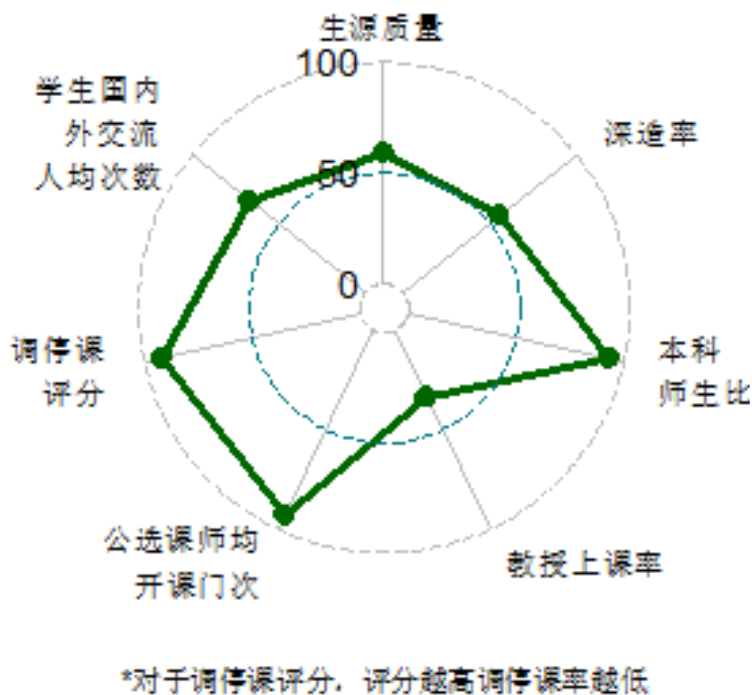 生源质量
100
50
0
学生国内
外交流
人均次数
深造率
调停课
评分
本科
师生比
公选课师均
开课门次
教授上课率
*对于调停课评分，评分越高调停课率越低